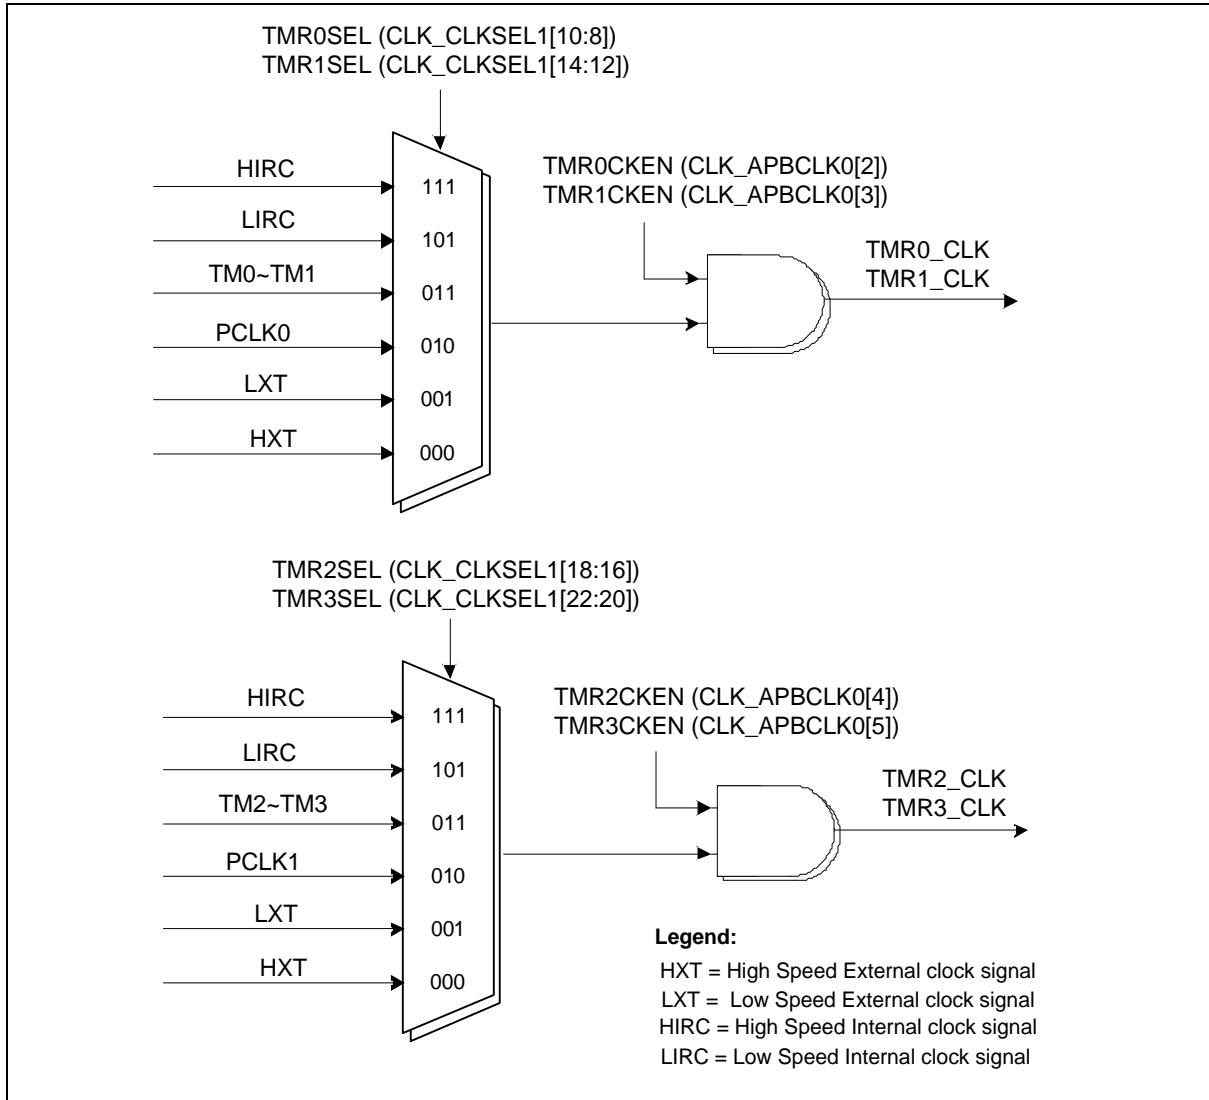 TMR0SEL (CLK_CLKSEL1[10:8])
TMR1SEL (CLK_CLKSEL1[14:12])
HIRC
111
LIRC
101
TM0~TM1
011
PCLK0
010
LXT
001
HXT
000
TMR0CKEN (CLK_APBCLK0[2])
TMR1CKEN (CLK_APBCLK0[3])
TMR0_CLK
TMR1_CLK
TMR2SEL (CLK_CLKSEL1[18:16])
TMR3SEL (CLK_CLKSEL1[22:20])
HIRC
111
LIRC
101
TM2~TM3
011
PCLK1
010
LXT
001
HXT
000
TMR2CKEN (CLK_APBCLK0[4])
TMR3CKEN (CLK_APBCLK0[5])
TMR2_CLK
TMR3_CLK
Legend:
HXT = High Speed External clock signal
LXT = Low Speed External clock signal
HIRC = High Speed Internal clock signal
LIRC = Low Speed Internal clock signal